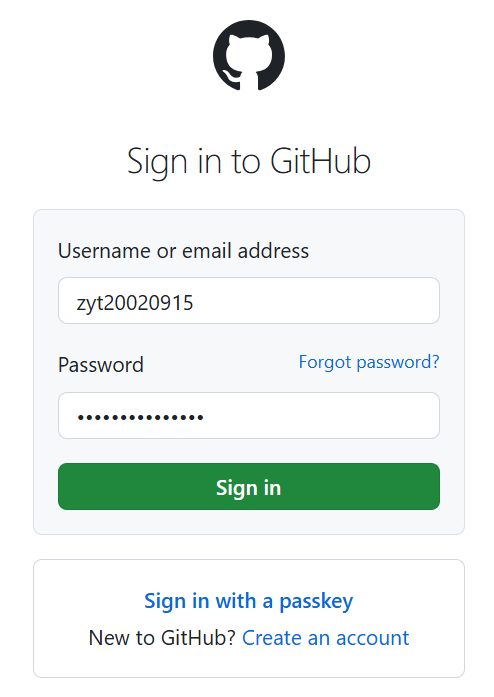 Sign in to GitHub
Username or email address
zyt20020915
Password Forgot password?
•••••••••••••••
Sign in
Sign in with a passkey
New to GitHub? Create an account